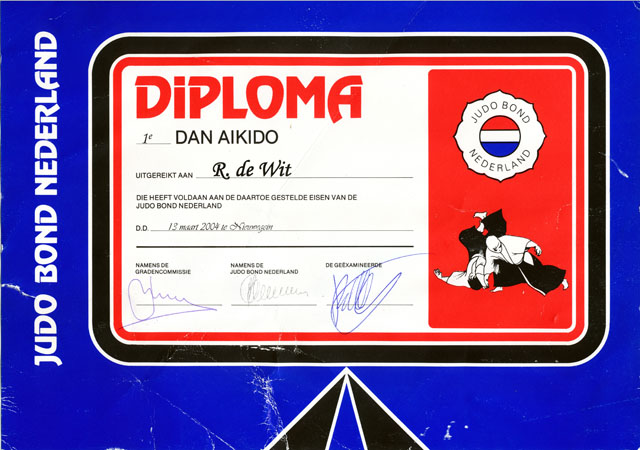 JUDO BOND NEDERLAND
DiPLOMA
1e DAN AIKIDO
UITGEREIKT AAN R. de Wit
DIE HEEFT VOLDAAN AAN DE DAARTOE GESTELDE EISEN VAN DE
JUDO BOND NEDERLAND
D.D. 13 maart 2004 te Nieuwegein
NAMENS DE
GRADENCOMMISSIE
NAMENS DE
JUDO BOND NEDERLAND
DE GEËXAMINEERDE
JUDO BOND
NEDERLAND